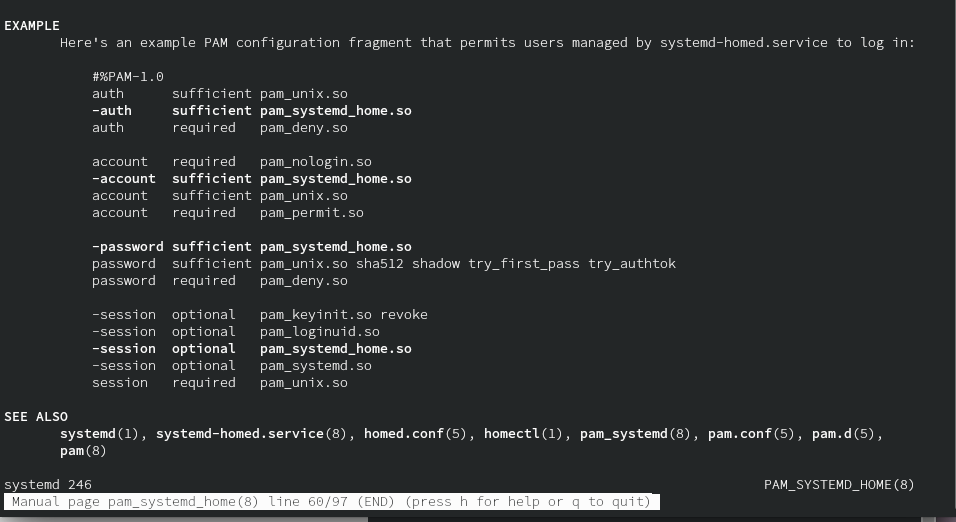 EXAMPLE
Here's an example PAM configuration fragment that permits users managed by systemd-homed.service to log in:
#%PAM-1.0
auth      sufficient pam_unix.so
-auth     sufficient pam_systemd_home.so
auth      required   pam_deny.so
account   required   pam_nologin.so
-account  sufficient pam_systemd_home.so
account   sufficient pam_unix.so
account   required   pam_permit.so
-password sufficient pam_systemd_home.so
password  sufficient pam_unix.so sha512 shadow try_first_pass try_authtok
password  required   pam_deny.so
-session  optional   pam_keyinit.so revoke
-session  optional   pam_loginuid.so
-session  optional   pam_systemd_home.so
-session  optional   pam_systemd.so
session   required   pam_unix.so
SEE ALSO
systemd(1), systemd-homed.service(8), homed.conf(5), homectl(1), pam_systemd(8), pam.conf(5), pam.d(5),
pam(8)
systemd 246 PAM_SYSTEMD_HOME(8)
Manual page pam_systemd_home(8) line 60/97 (END) (press h for help or q to quit)